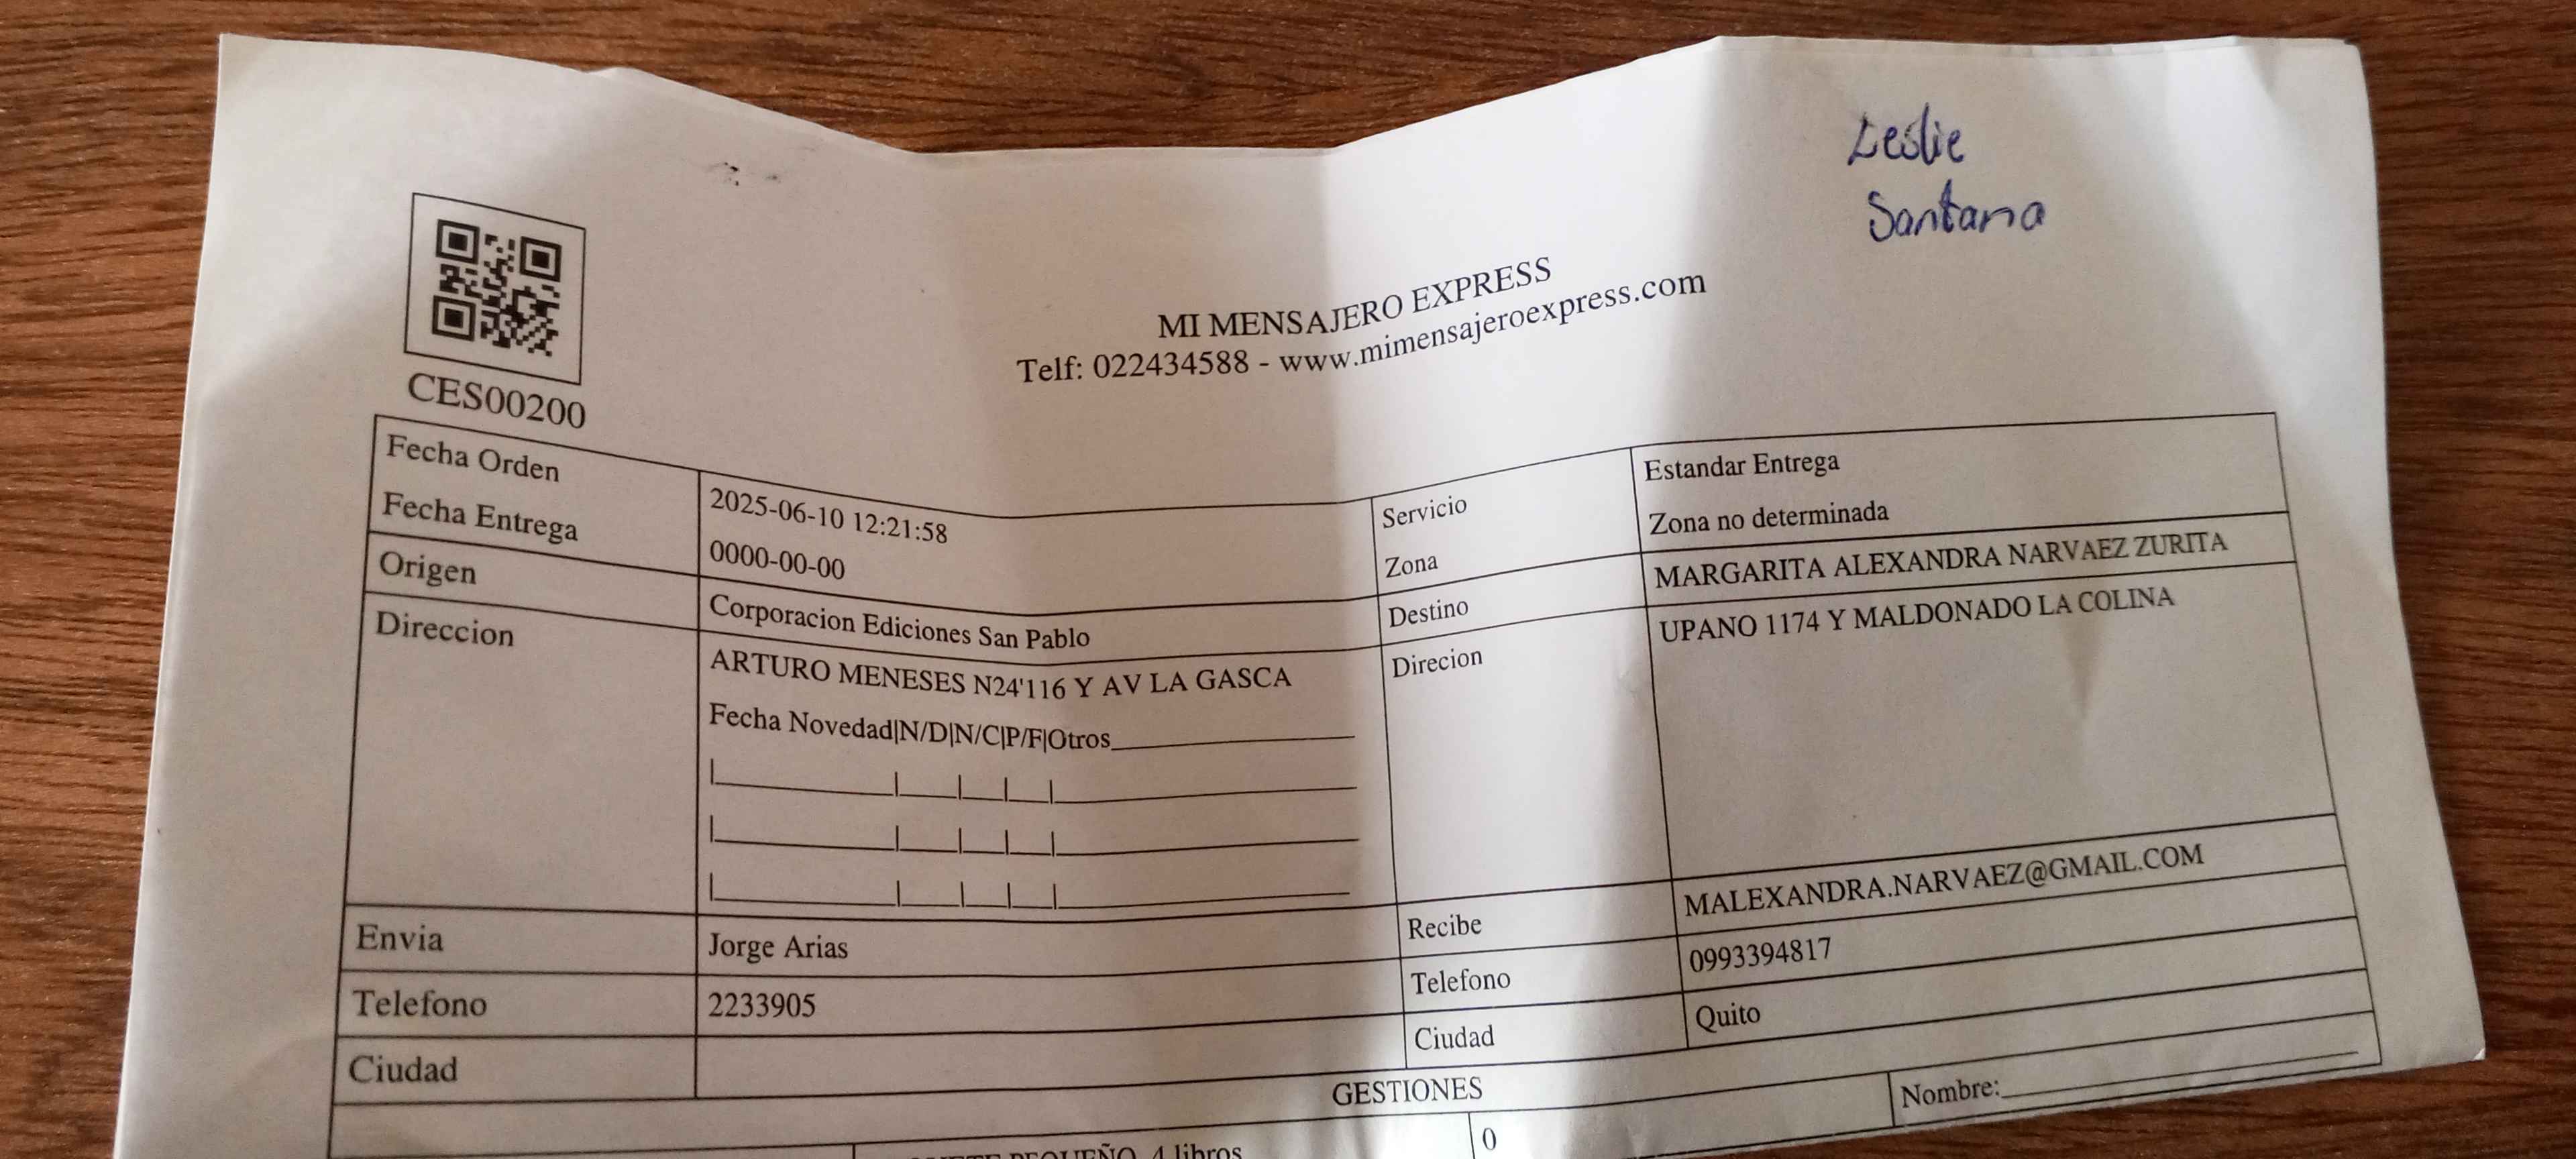 Leslie
Santana
MI MENSAJERO EXPRESS
Telf: 022434588 - www.mimensajeroexpress.com
CES00200
Fecha Orden 2025-06-10 12:21:58 Servicio Estandar Entrega
Fecha Entrega 0000-00-00 Zona Zona no determinada
Origen Corporacion Ediciones San Pablo Destino MARGARITA ALEXANDRA NARVAEZ ZURITA
Direccion ARTURO MENESES N24'116 Y AV LA GASCA Direcion UPANO 1174 Y MALDONADO LA COLINA
Fecha Novedad|N/D|N/C|P/F|Otros
Envia Jorge Arias Recibe MALEXANDRA.NARVAEZ@GMAIL.COM
Telefono 2233905 Telefono 0993394817
Ciudad Ciudad Quito
GESTIONES
PEQUEÑO, 4 libros 0 Nombre: